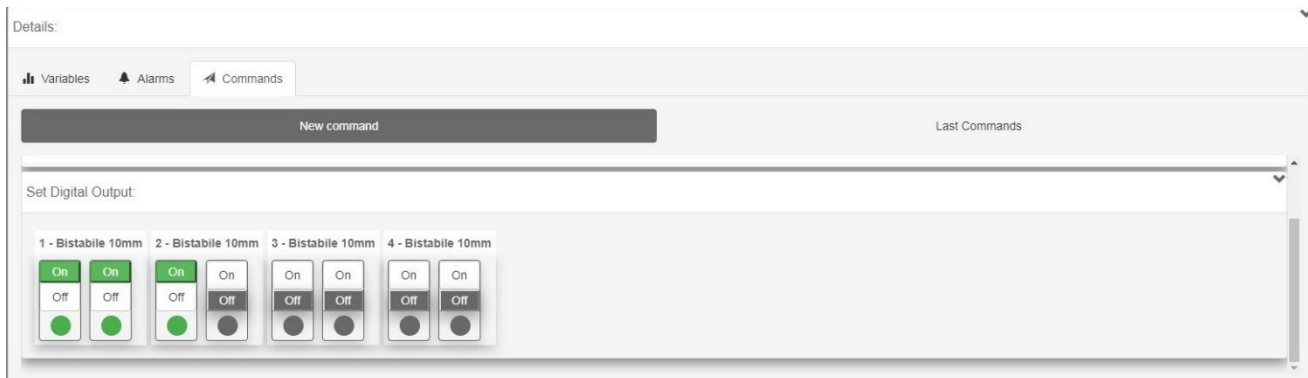 Details:
Variables Alarms Commands
New command Last Commands
Set Digital Output:
1 - Bistabile 10mm 2 - Bistabile 10mm 3 - Bistabile 10mm 4 - Bistabile 10mm
On On On On On On On On
Off Off Off Off Off Off Off Off